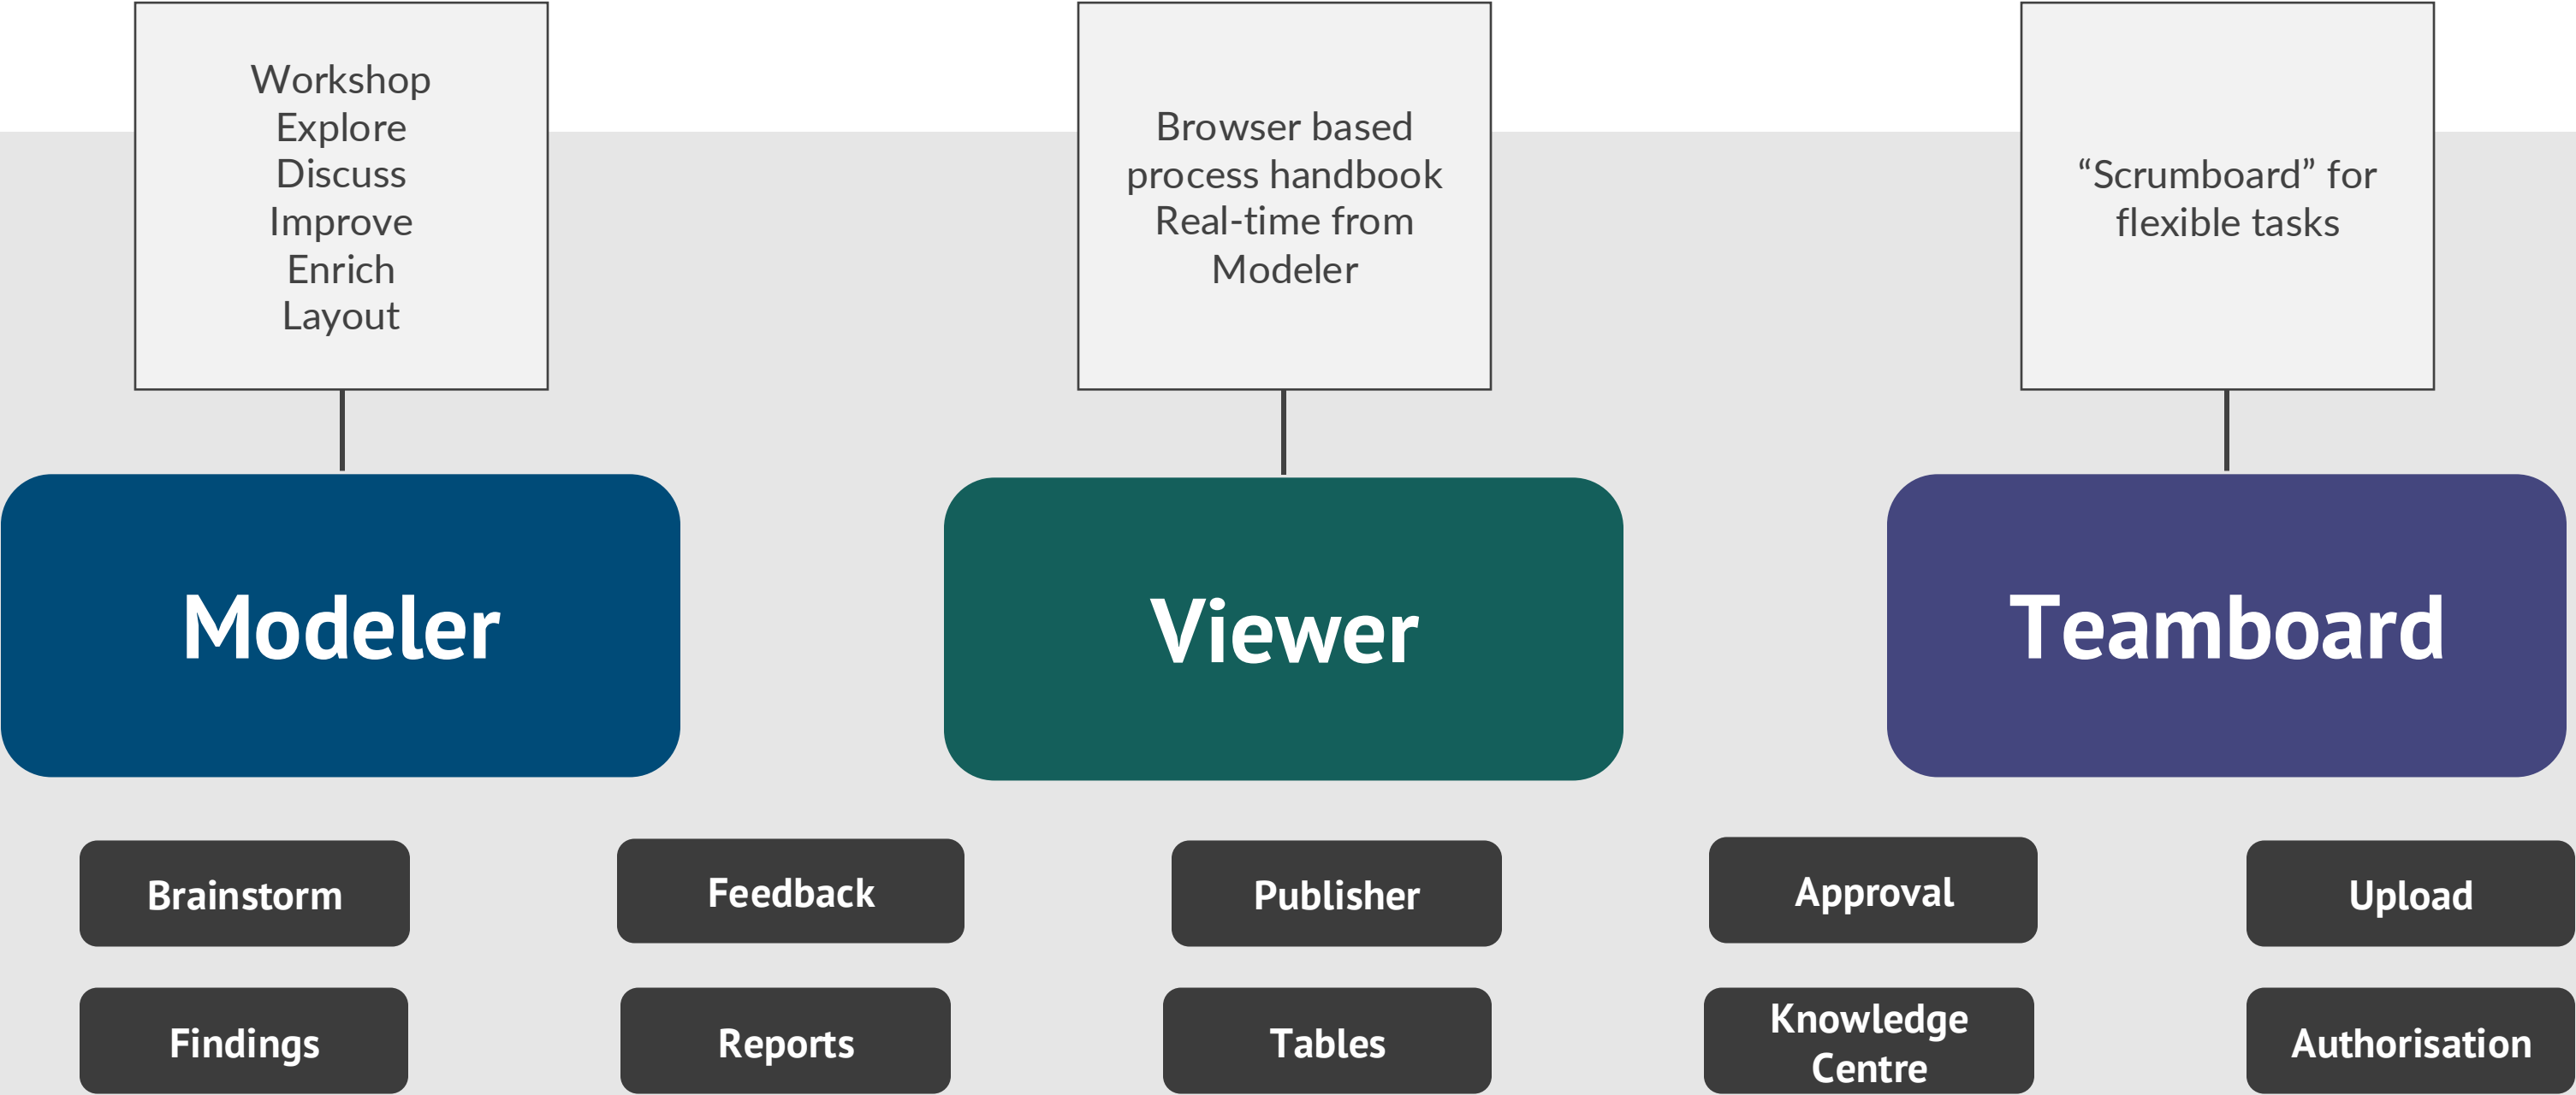 Workshop
Explore
Discuss
Improve
Enrich
Layout
Browser based
process handbook
Real-time from
Modeler
“Scrumboard” for
flexible tasks
Modeler
Viewer
Teamboard
Brainstorm
Feedback
Publisher
Approval
Upload
Findings
Reports
Tables
Knowledge
Centre
Authorisation